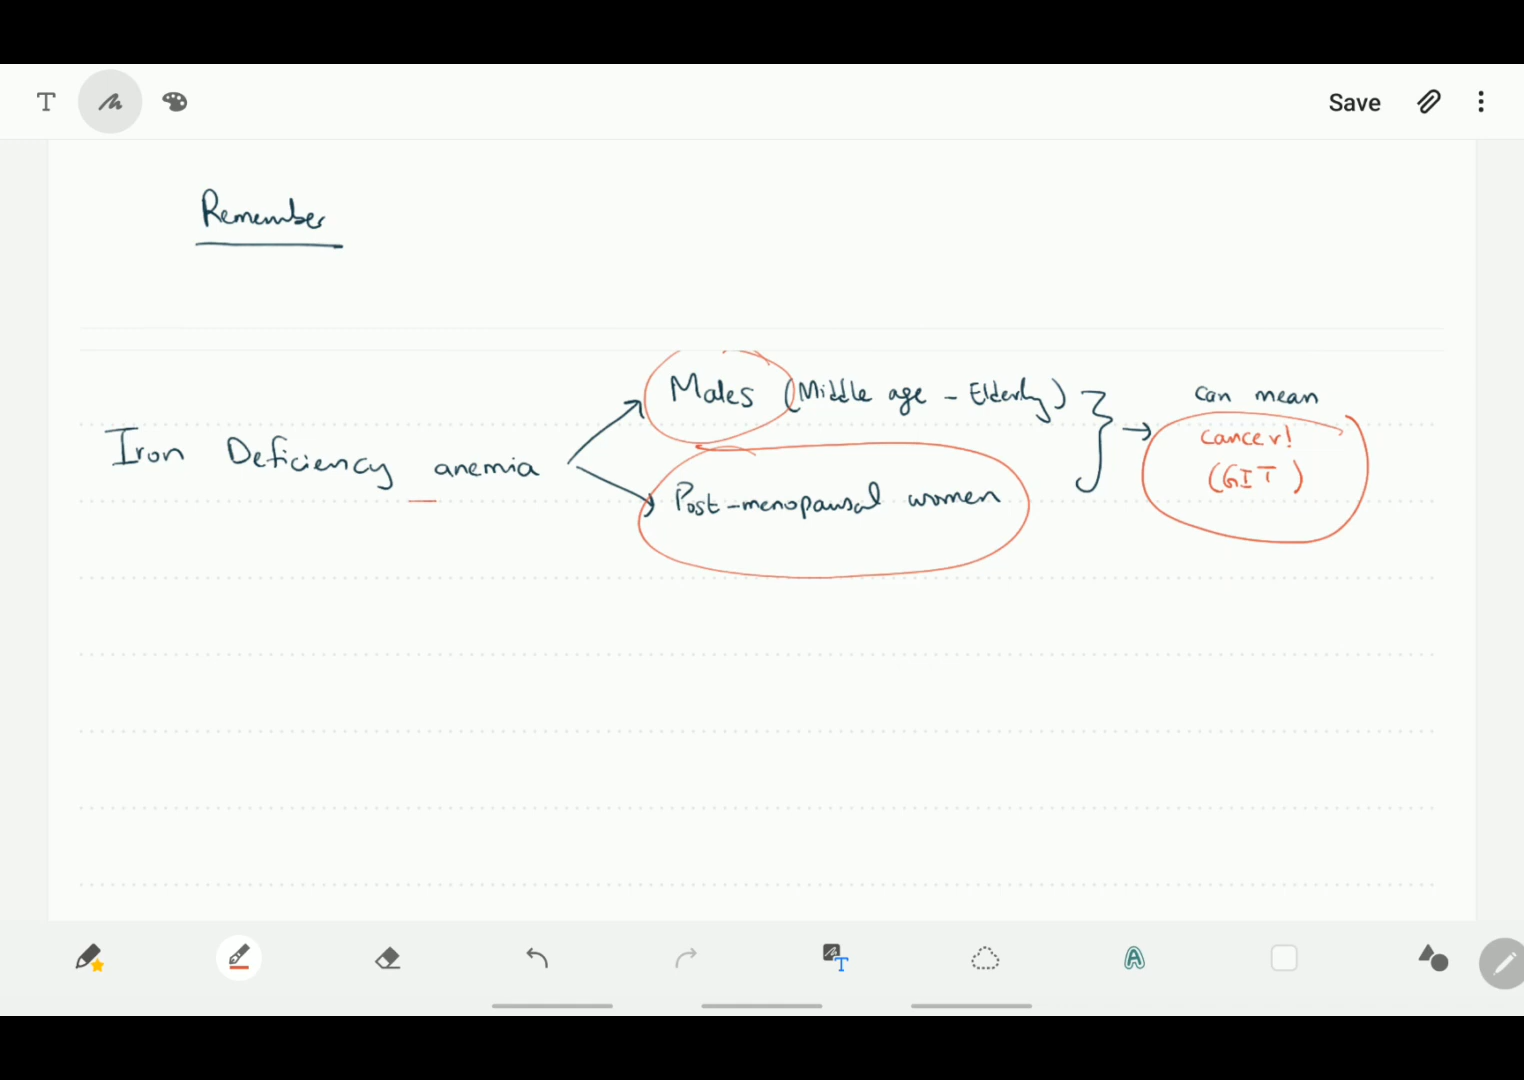 T
Save
Remember
Males (Middle age - Elderly)
can mean
Iron Deficiency anemia
cancer!
(GIT)
Post-menopausal women
T
A